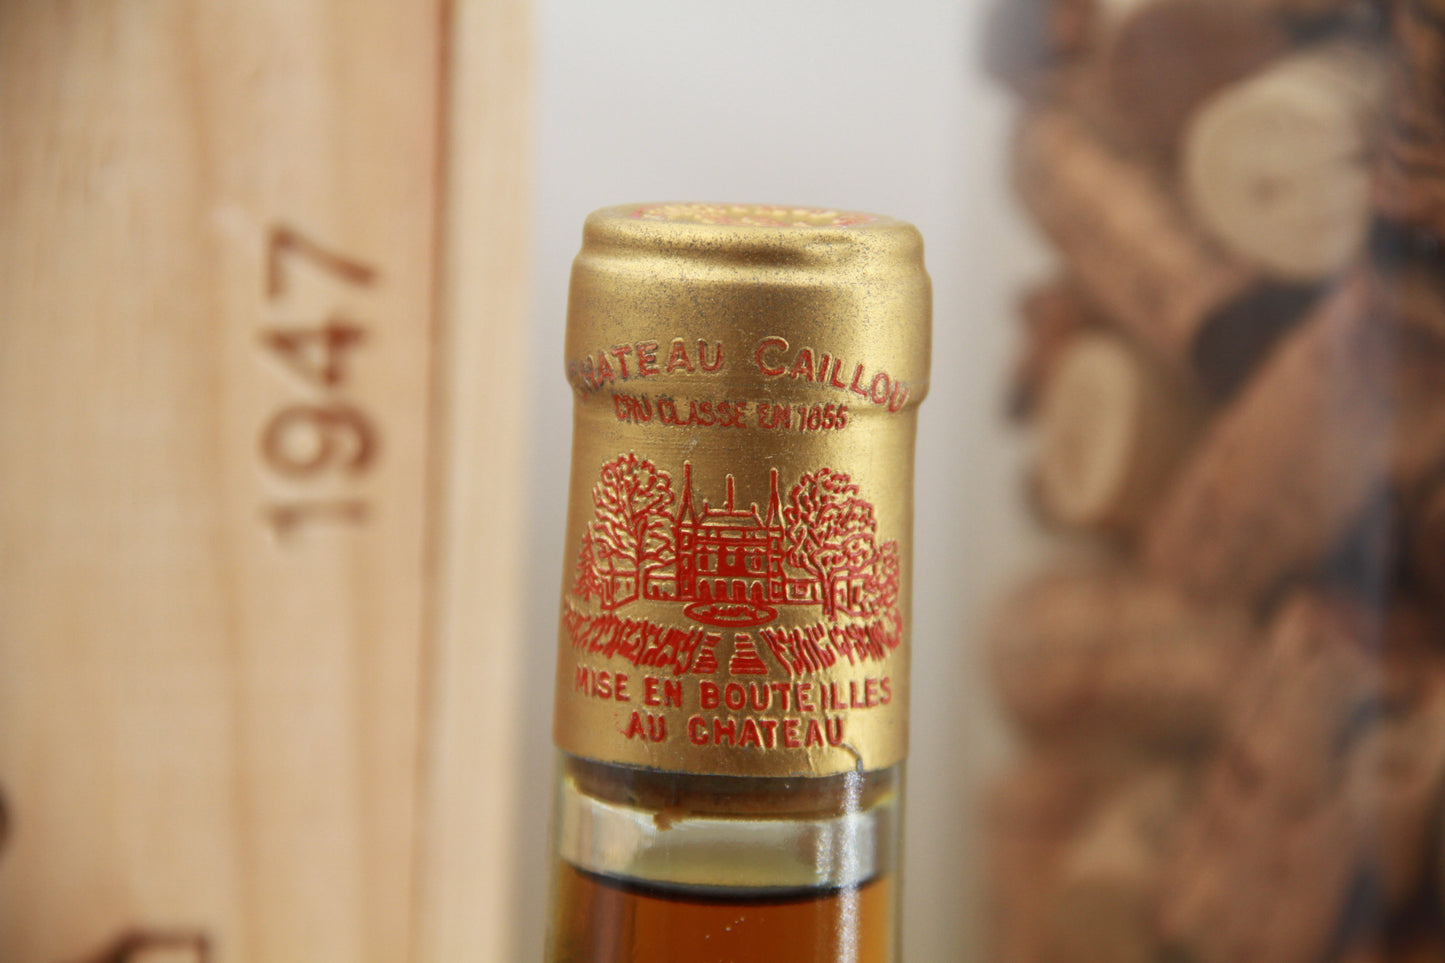 1947
CHATEAU CAILLOU
CRU CLASSE EN 1855
MISE EN BOUTEILLES
AU CHATEAU